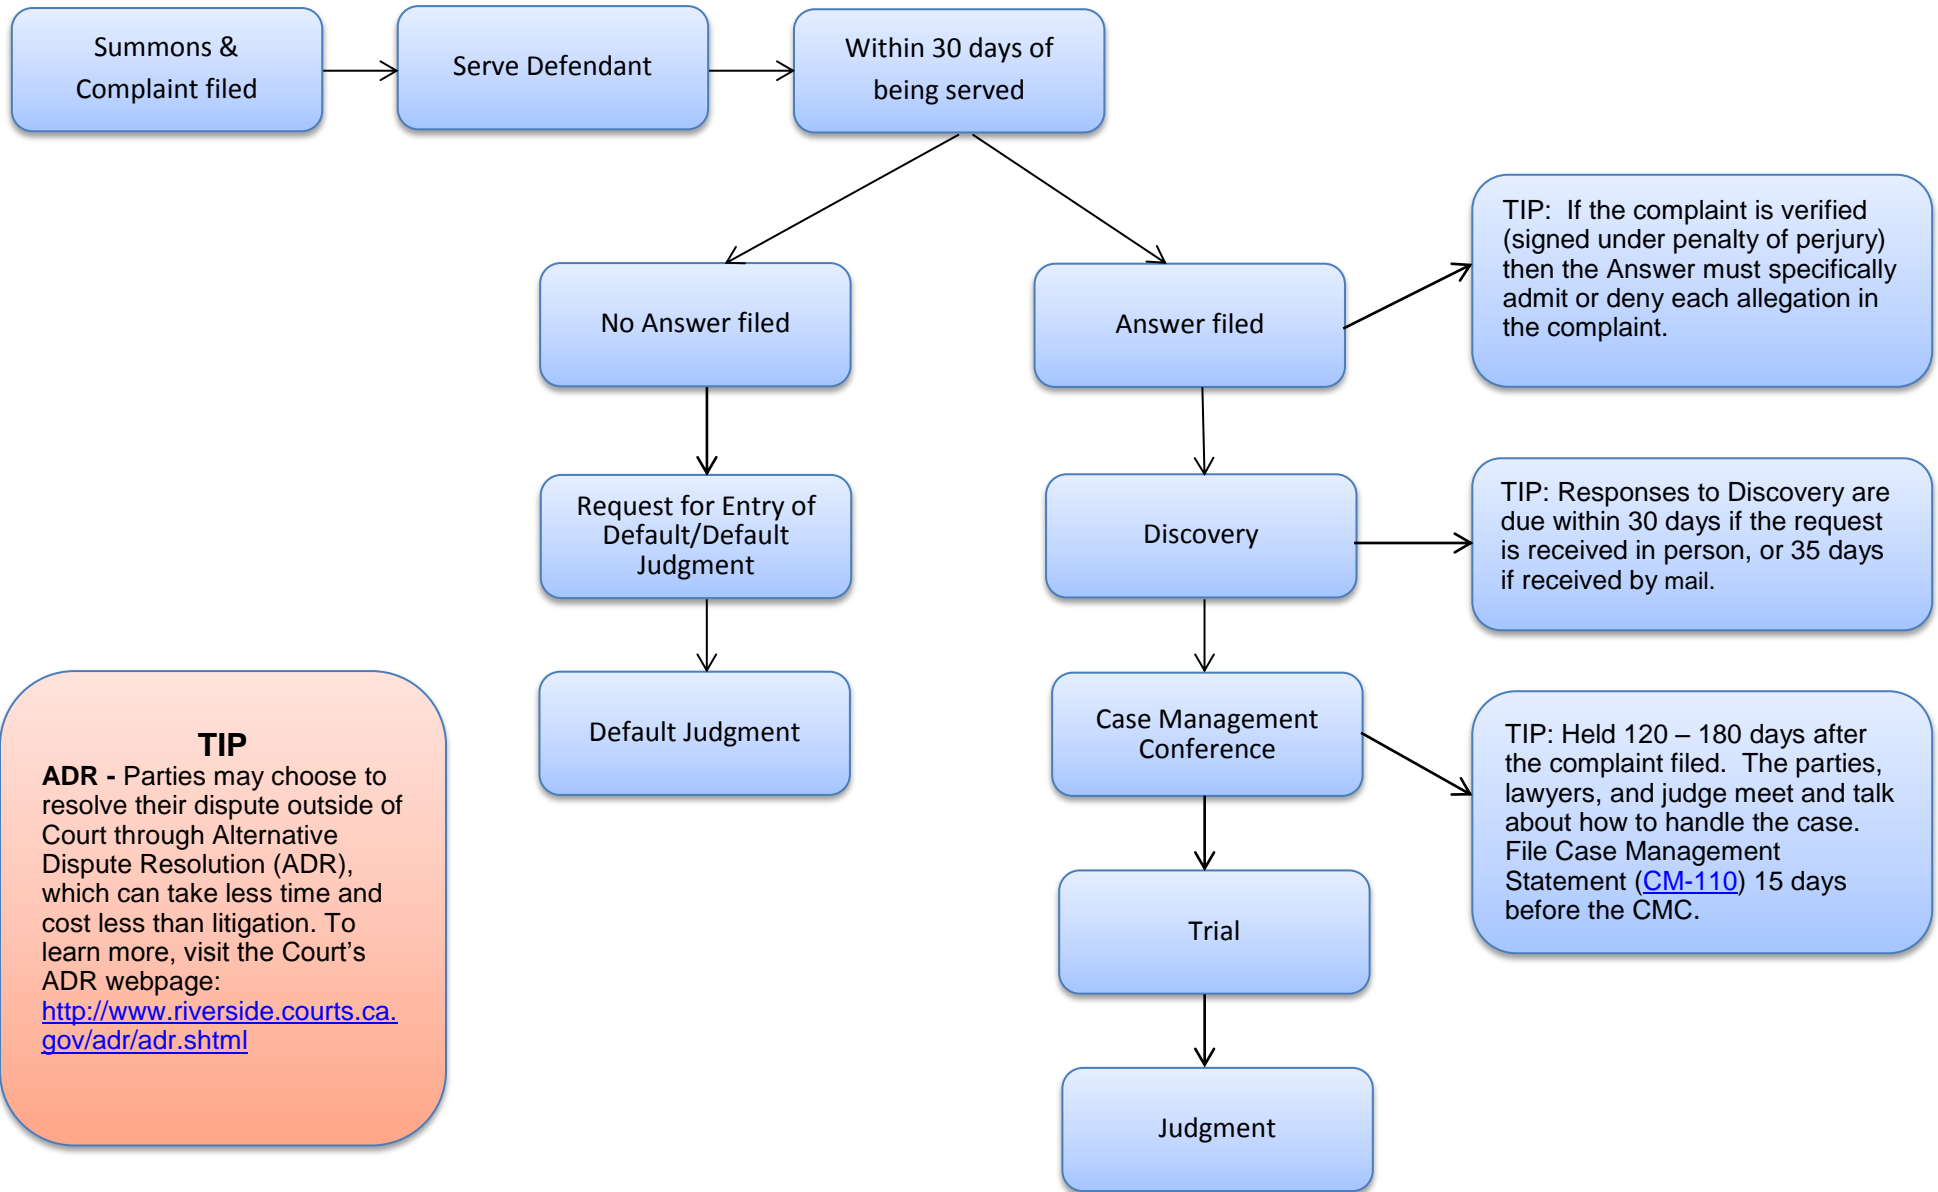 Summons &
Complaint filed
Serve Defendant
Within 30 days of
being served
No Answer filed
Answer filed
TIP:  If the complaint is verified
(signed under penalty of perjury)
then the Answer must specifically
admit or deny each allegation in
the complaint.
Request for Entry of
Default/Default
Judgment
Discovery
TIP: Responses to Discovery are
due within 30 days if the request
is received in person, or 35 days
if received by mail.
Default Judgment
Case Management
Conference
TIP: Held 120 – 180 days after
the complaint filed.  The parties,
lawyers, and judge meet and talk
about how to handle the case.
File Case Management
Statement (CM-110) 15 days
before the CMC.
TIP
ADR - Parties may choose to
resolve their dispute outside of
Court through Alternative
Dispute Resolution (ADR),
which can take less time and
cost less than litigation. To
learn more, visit the Court’s
ADR webpage:
http://www.riverside.courts.ca.
gov/adr/adr.shtml
Trial
Judgment